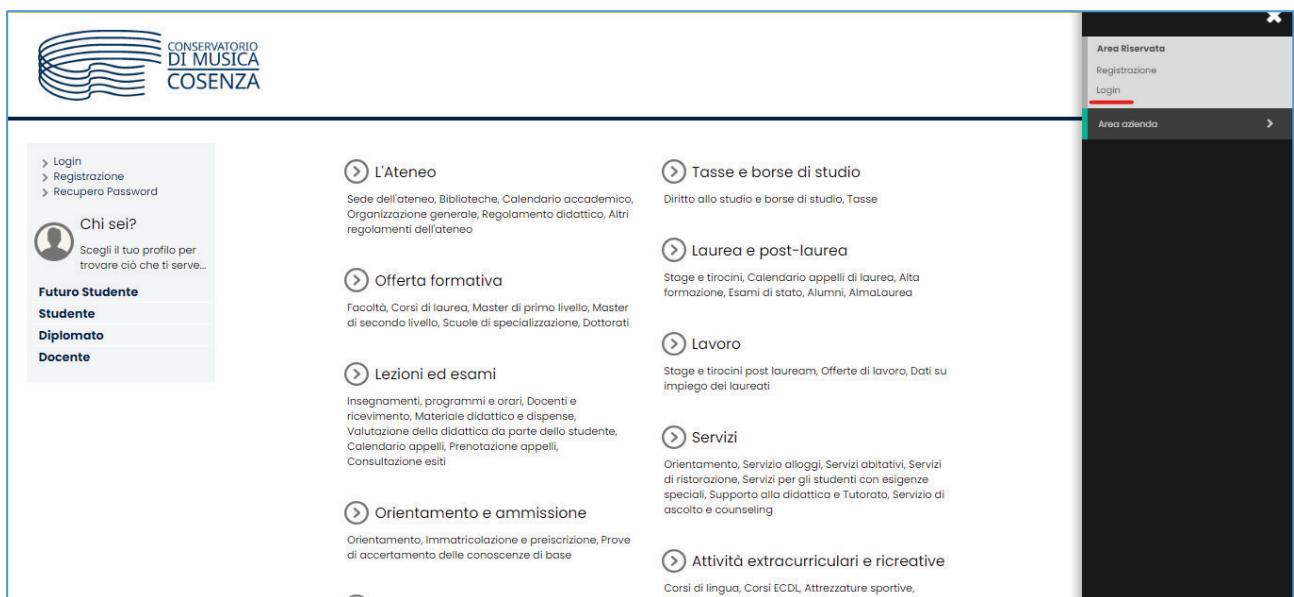 CONSERVATORIO
DI MUSICA
COSENZA
> Login
> Registrazione
> Recupero Password
Chi sei?
Scegli il tuo profilo per
trovare ciò che ti serve...
Futuro Studente
Studente
Diplomato
Docente
L'Ateneo
Sede dell'ateneo, Biblioteche, Calendario accademico,
Organizzazione generale, Regolamento didattico, Altri
regolamenti dell'ateneo
Offerta formativa
Facoltà, Corsi di laurea, Master di primo livello, Master
di secondo livello, Scuole di specializzazione, Dottorati
Lezioni ed esami
Insegnamenti, programmi e orari, Docenti e
ricevimento, Materiale didattico e dispense,
Valutazione della didattica da parte dello studente,
Calendario appelli, Prenotazione appelli,
Consultazione esiti
Orientamento e ammissione
Orientamento, Immatricolazione e preiscrizione, Prove
di accertamento delle conoscenze di base
Tasse e borse di studio
Diritto allo studio e borse di studio, Tasse
Laurea e post-laurea
Stage e tirocini, Calendario appelli di laurea, Alta
formazione, Esami di stato, Alumni, AlmaLaurea
Lavoro
Stage e tirocini post lauream, Offerte di lavoro, Dati su
impiego dei laureati
Servizi
Orientamento, Servizio alloggi, Servizi abitativi, Servizi
di ristorazione, Servizi per gli studenti con esigenze
speciali, Supporto alla didattica e Tutorato, Servizio di
ascolto e counseling
Attività extracurriculari e ricreative
Corsi di lingua, Corsi ECDL, Attrezzature sportive,
Area Riservata
Registrazione
Login
Area azienda